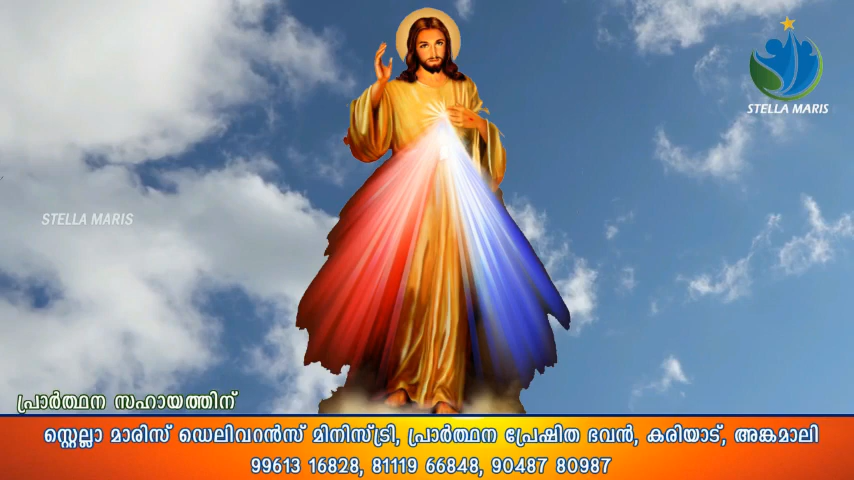 STELLA MARIS
STELLA MARIS
പ്രാർത്ഥന സഹായത്തിന്
സ്റ്റെല്ലാ മാരിസ് ഡെലിവറൻസ് മിനിസ്ട്രി, പ്രാർത്ഥന പ്രേഷിത ഭവൻ, കരിയാട്, അങ്കമാലി
99613 16828, 81119 66848, 90487 80987